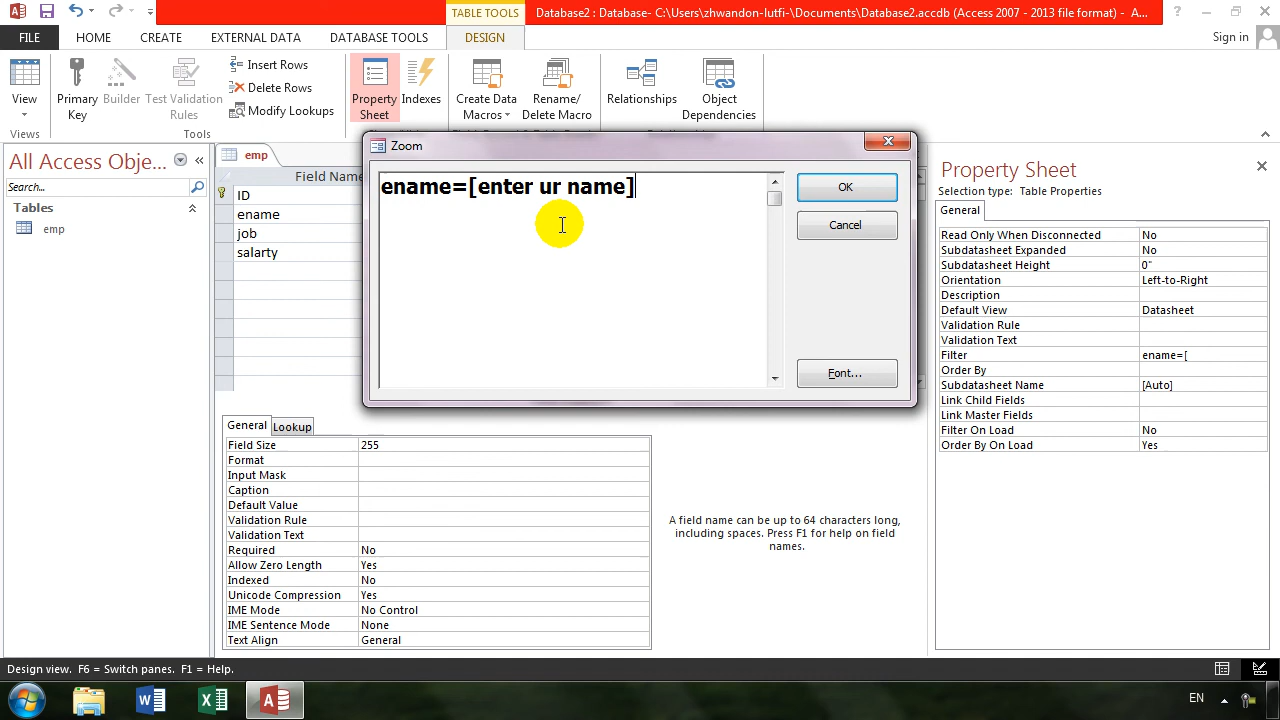 TABLE TOOLS
Database2 : Database- C:\Users\zhwandon-lutfi-\Documents\Database2.accdb (Access 2007 - 2013 file format) - A...
?
FILE
HOME
CREATE
EXTERNAL DATA
DATABASE TOOLS
DESIGN
Sign in
View
Primary Key
Builder
Test Validation Rules
Insert Rows
Delete Rows
Modify Lookups
Property Sheet
Indexes
Create Data Macros
Rename/ Delete Macro
Relationships
Object Dependencies
Views
Tools
All Access Obje...
Search...
Tables
emp
emp
Field Name
ID
ename
job
salarty
Zoom
ename=[enter ur name]
OK
Cancel
Font...
Property Sheet
Selection type: Table Properties
General
Read Only When Disconnected No
Subdatasheet Expanded No
Subdatasheet Height 0"
Orientation Left-to-Right
Description
Default View Datasheet
Validation Rule
Validation Text
Filter ename=[
Order By
Subdatasheet Name [Auto]
Link Child Fields
Link Master Fields
Filter On Load No
Order By On Load Yes
General Lookup
Field Size 255
Format
Input Mask
Caption
Default Value
Validation Rule
Validation Text
Required No
Allow Zero Length Yes
Indexed No
Unicode Compression Yes
IME Mode No Control
IME Sentence Mode None
Text Align General
A field name can be up to 64 characters long,
including spaces. Press F1 for help on field
names.
Design view. F6 = Switch panes. F1 = Help.
EN